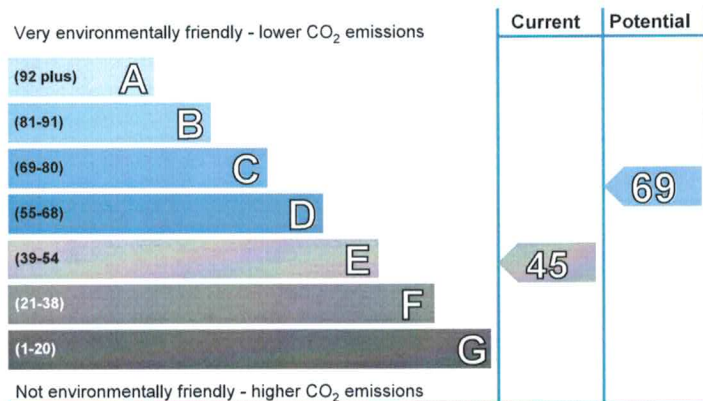 Current Potential
Very environmentally friendly - lower CO₂ emissions
(92 plus) A
(81-91) B
(69-80) C
69
(55-68) D
(39-54 E
45
(21-38) F
(1-20) G
Not environmentally friendly - higher CO₂ emissions